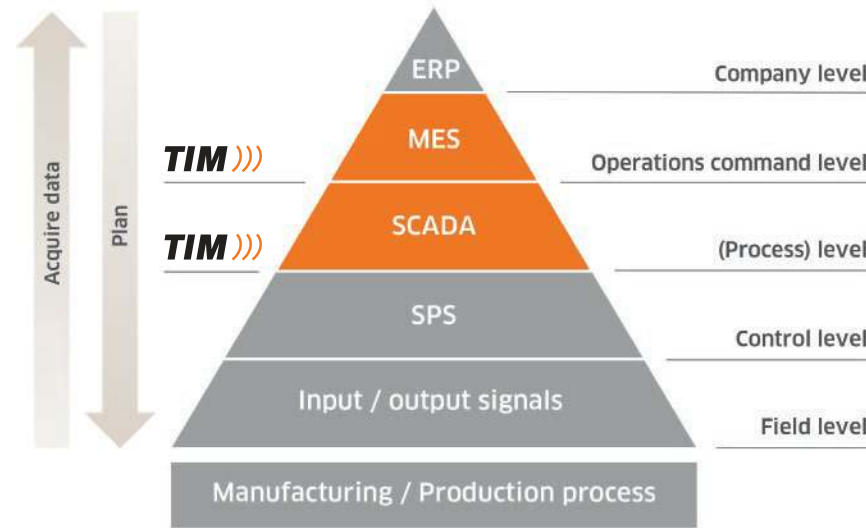 Acquire data
Plan
ERP
Company level
TIM )))
MES
Operations command level
TIM )))
SCADA
(Process) level
SPS
Control level
Input / output signals
Field level
Manufacturing / Production process